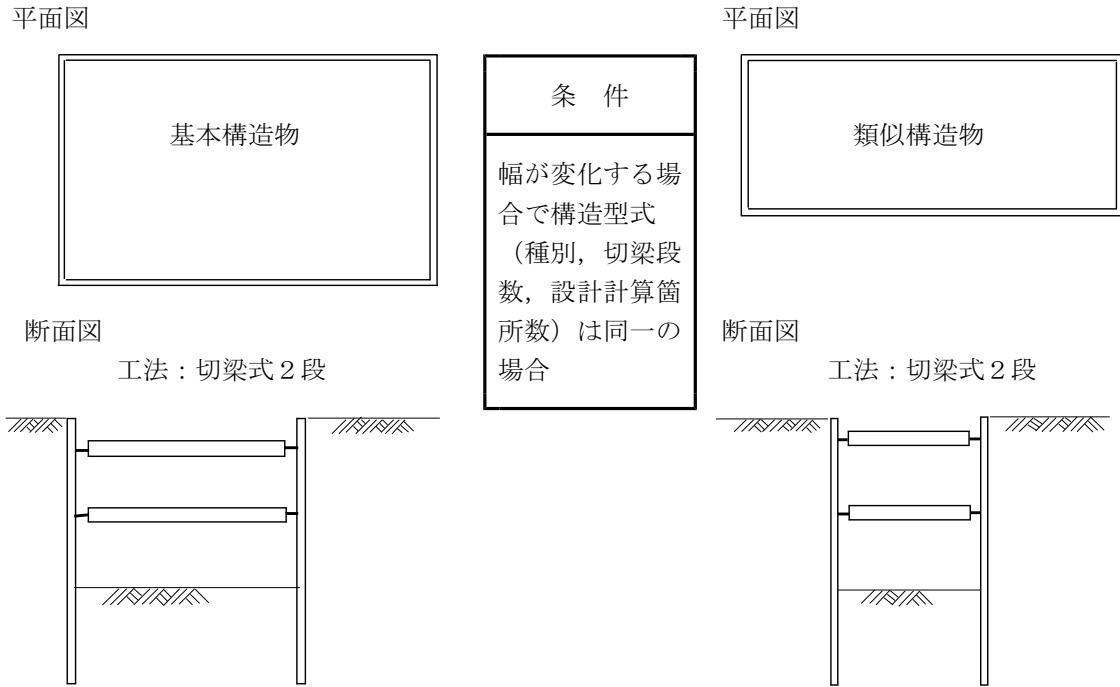 平面図
基本構造物
断面図
工法：切梁式２段
条　件
幅が変化する場
合で構造型式
（種別，切梁段
数，設計計算箇
所数）は同一の
場合
平面図
類似構造物
断面図
工法：切梁式２段